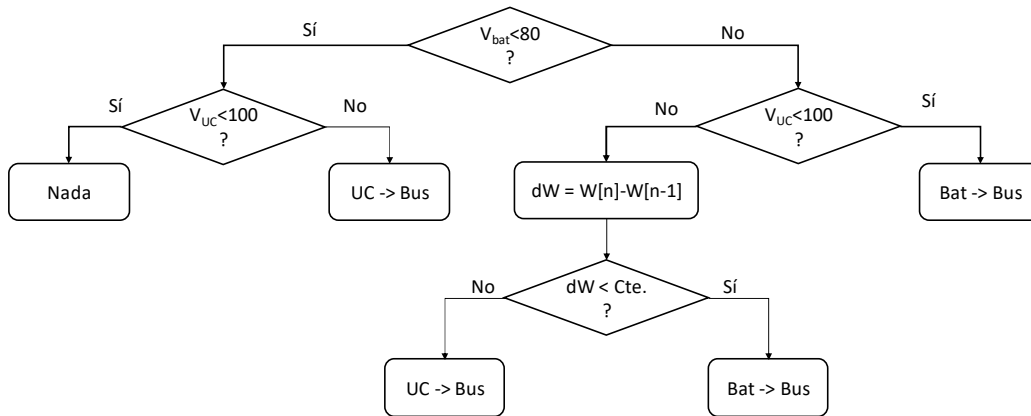 V_bat<80
?
Sí
No
V_UC<100
?
Sí
No
V_UC<100
?
No
Sí
Nada
UC -> Bus
dW = W[n]-W[n-1]
Bat -> Bus
dW < Cte.
?
No
Sí
UC -> Bus
Bat -> Bus